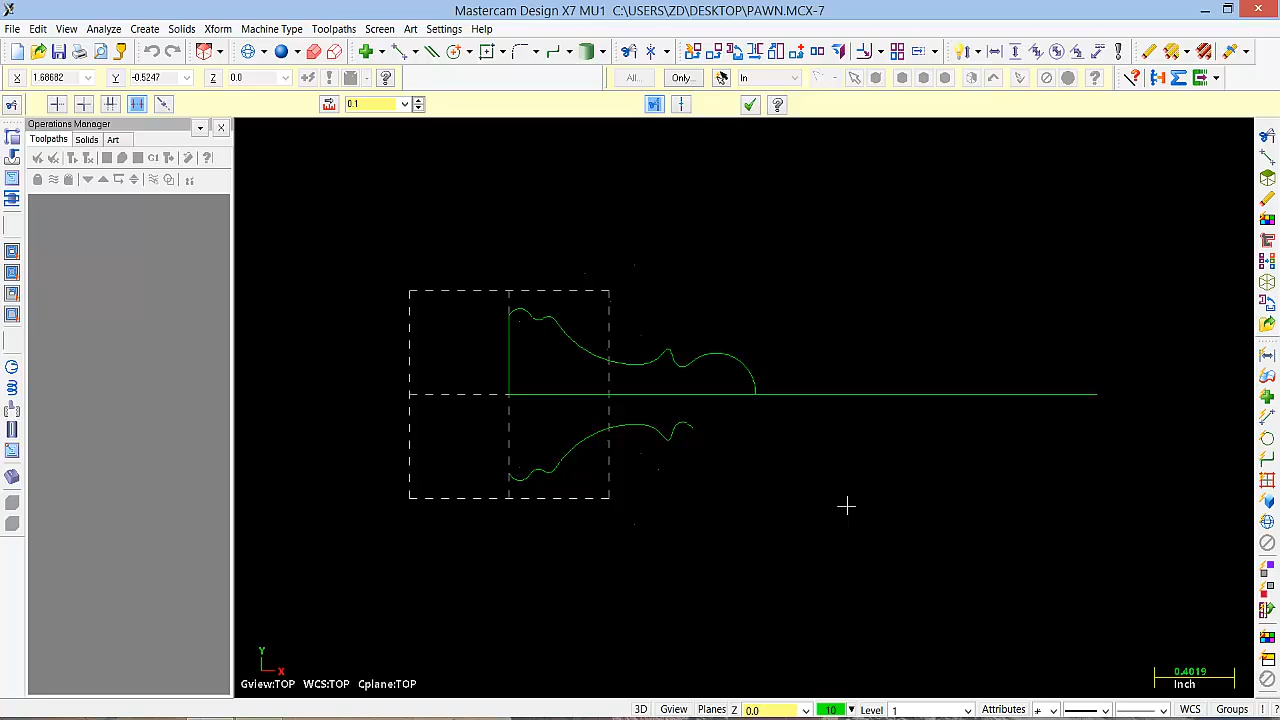 Mastercam Design X7 MU1 C:\USERS\ZD\DESKTOP\PAWN.MCX-7
File Edit View Analyze Create Solids Xform Machine Type Toolpaths Screen Art Settings Help
X 1.68682 Y -0.5247 Z 0.0 All... Only... In
0.1
Operations Manager
Toolpaths Solids Art
G1
Y
X
Gview:TOP WCS:TOP Cplane:TOP
0.4019
Inch
3D Gview Planes Z 0.0 10 Level 1 Attributes WCS Groups